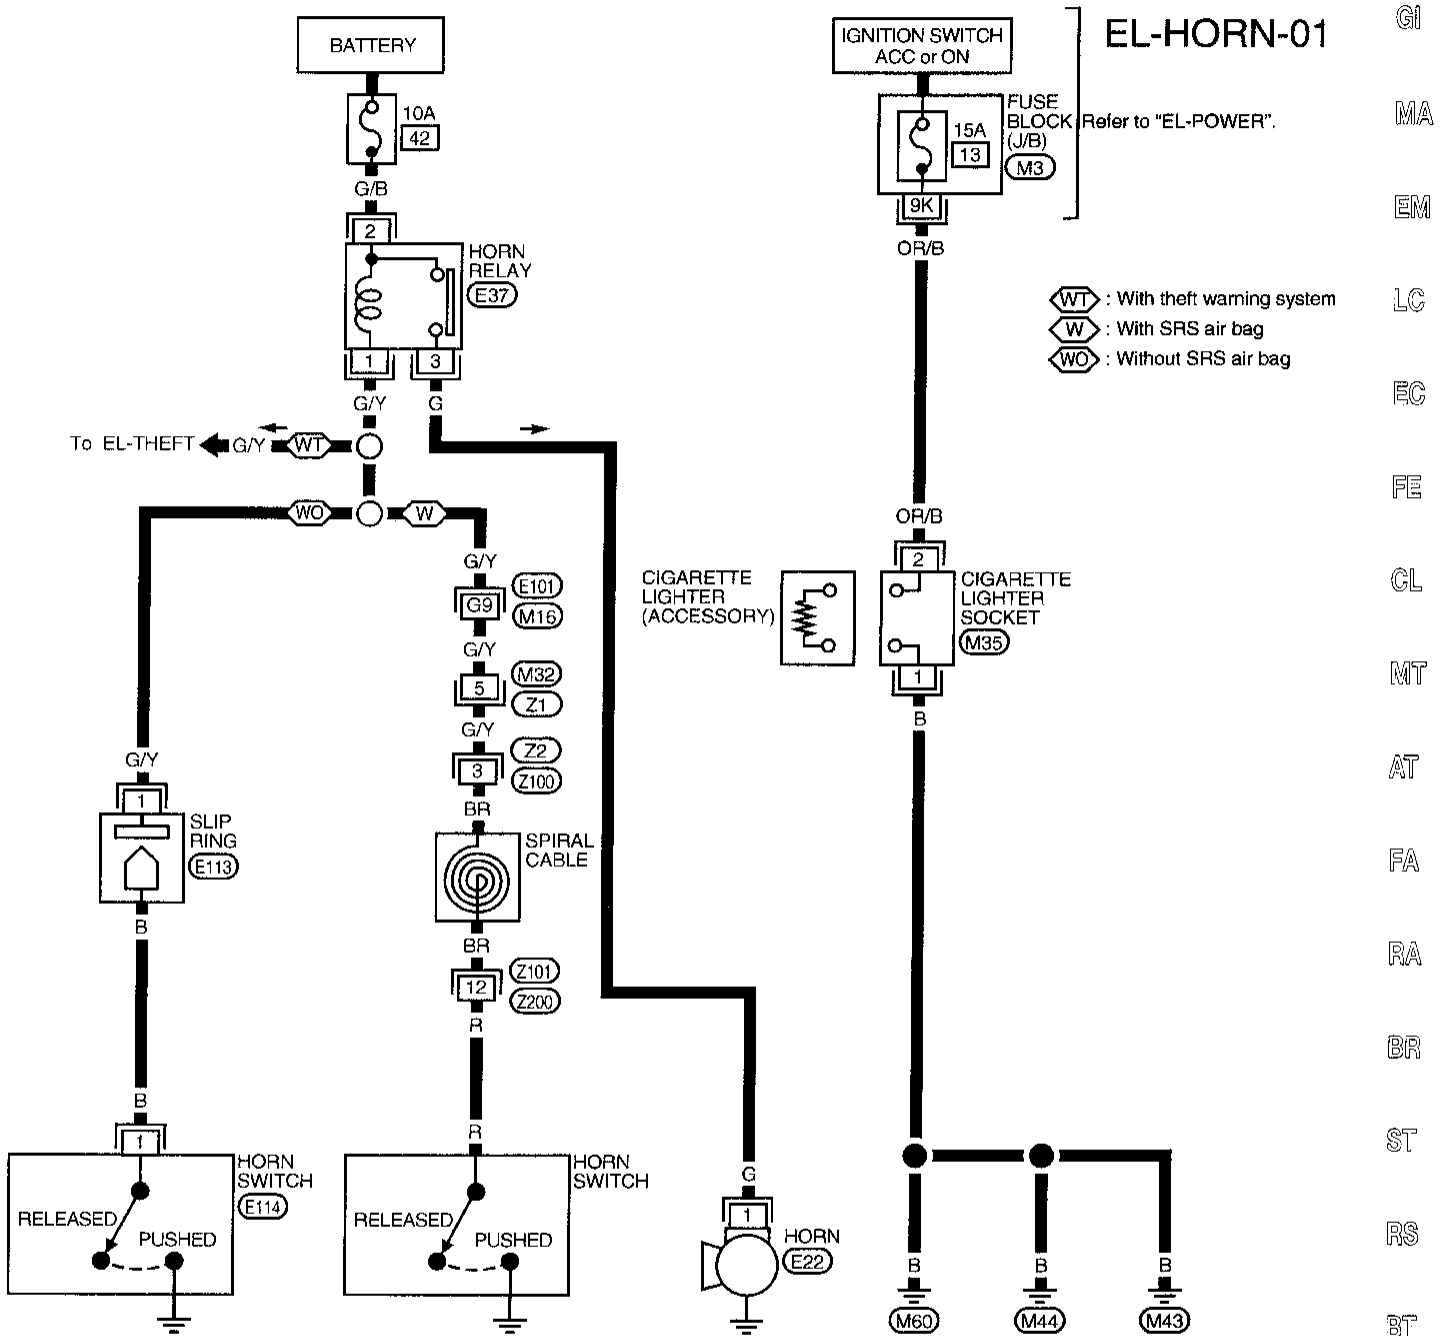 EL-HORN-01
BATTERY
10A
42
G/B
2
HORN
RELAY
E37
1
3
G/Y
G
To EL-THEFT
G/Y
WT
WO
W
G/Y
G9
E101
M16
G/Y
5
M32
Z1
G/Y
3
Z2
Z100
BR
SPIRAL
CABLE
BR
12
Z101
Z200
R
R
HORN
SWITCH
RELEASED
PUSHED
G/Y
1
SLIP
RING
E113
B
B
1
HORN
SWITCH
E114
RELEASED
PUSHED
G
1
HORN
E22
IGNITION SWITCH
ACC or ON
15A
13
FUSE
BLOCK
(J/B)
M3
Refer to "EL-POWER".
9K
OR/B
WT : With theft warning system
W : With SRS air bag
WO : Without SRS air bag
OR/B
2
CIGARETTE
LIGHTER
(ACCESSORY)
CIGARETTE
LIGHTER
SOCKET
M35
1
B
B
B
B
M60
M44
M43
GI
MA
EM
LC
EC
FE
CL
MT
AT
FA
RA
BR
ST
RS
BT